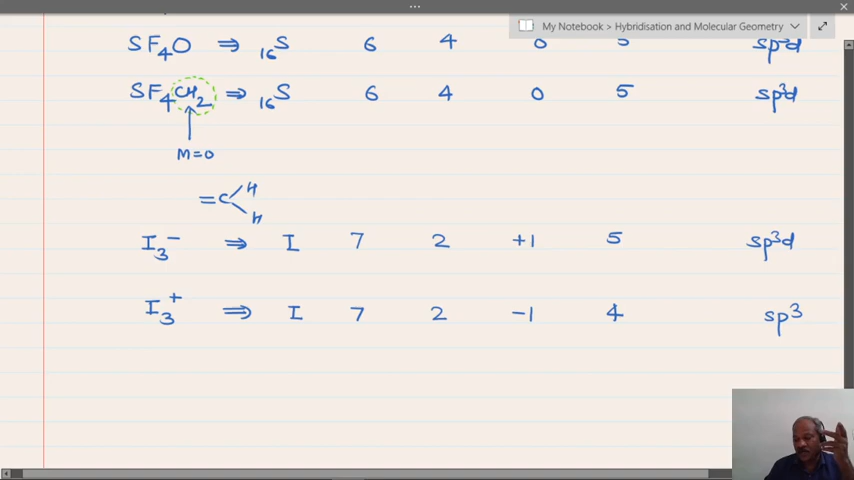 ...
My Notebook > Hybridisation and Molecular Geometry
SF4O ⇒ 16S 6 4 0 5 sp3d
SF4CH2 ⇒ 16S 6 4 0 5 sp3d
M=0
=C
H
H
I3− ⇒ I 7 2 +1 5 sp3d
I3+ ⇒ I 7 2 −1 4 sp3